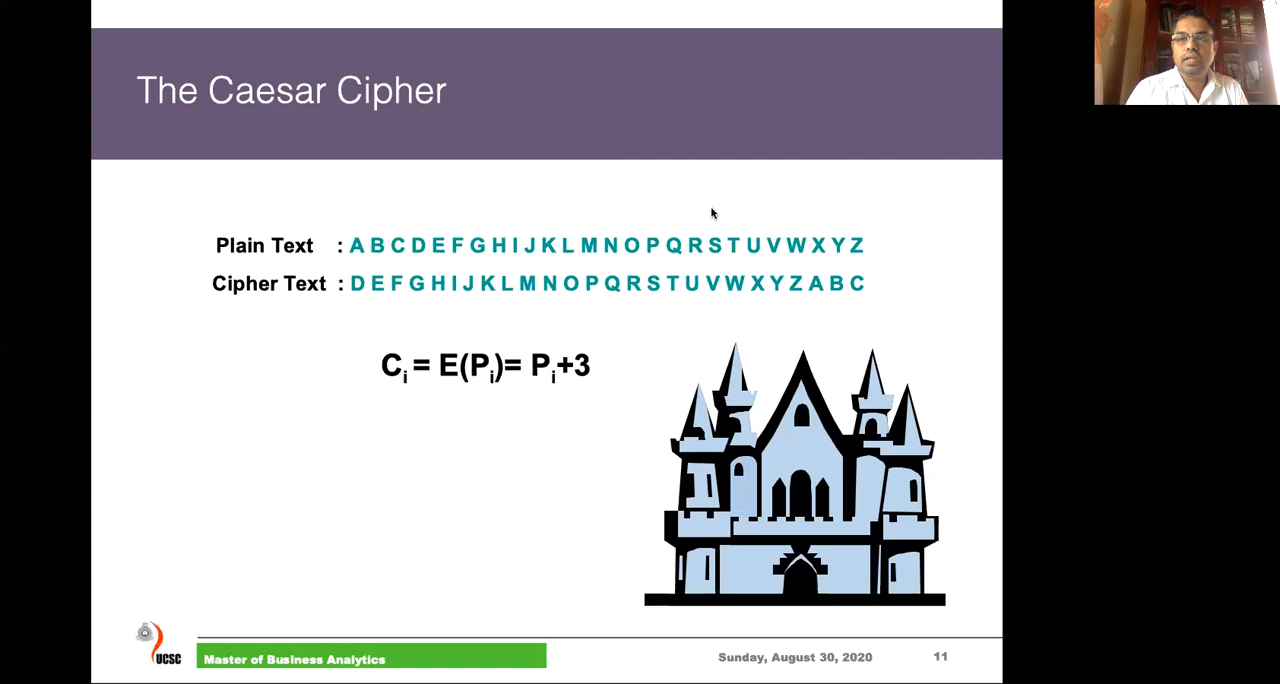 The Caesar Cipher
Plain Text : A B C D E F G H I J K L M N O P Q R S T U V W X Y Z
Cipher Text : D E F G H I J K L M N O P Q R S T U V W X Y Z A B C
Ci = E(Pi)= Pi+3
UCSC
Master of Business Analytics
Sunday, August 30, 2020
11